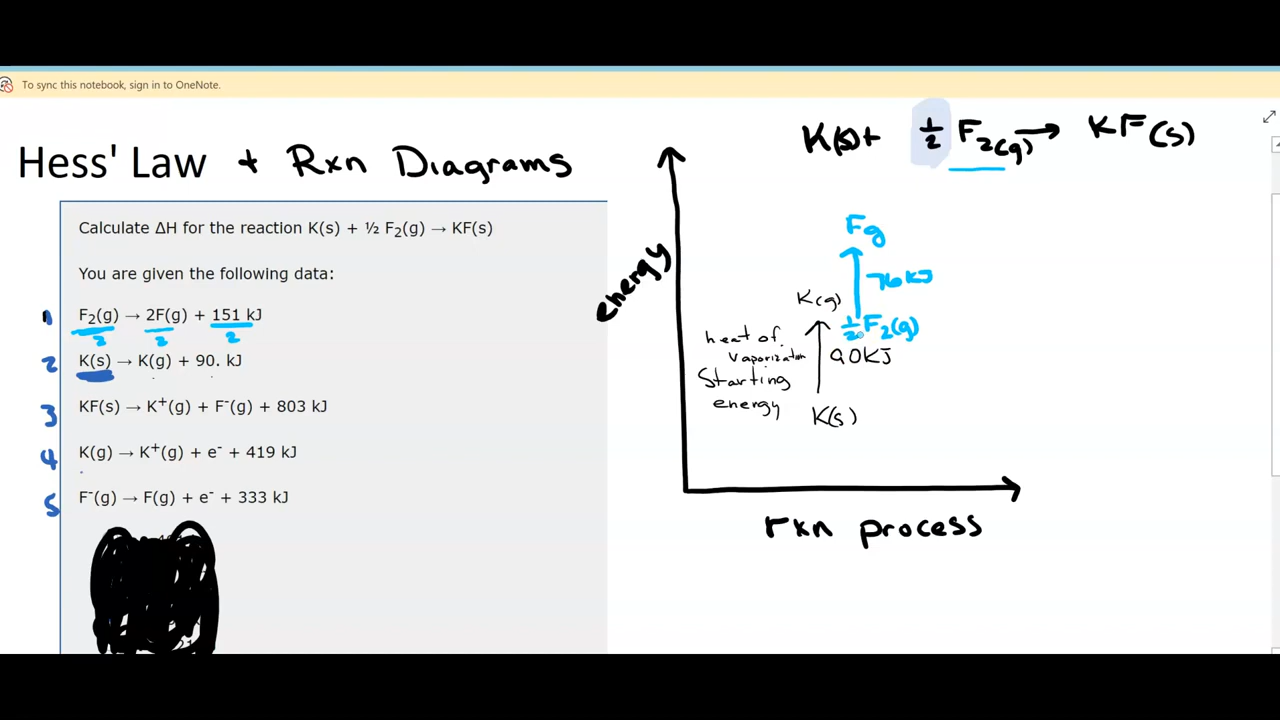 To sync this notebook, sign in to OneNote.
K(s)+ ½ F₂(g) → KF(s)
Hess' Law + Rxn Diagrams
Calculate ΔH for the reaction K(s) + ½ F₂(g) → KF(s)
You are given the following data:
1 F₂(g) → 2F(g) + 151 kJ
2 2 2
2 K(s) → K(g) + 90. kJ
3 KF(s) → K⁺(g) + F⁻(g) + 803 kJ
4 K(g) → K⁺(g) + e⁻ + 419 kJ
5 F⁻(g) → F(g) + e⁻ + 333 kJ
energy
Fg
76 kJ
K(g)
½ F₂(g)
heat of
vaporization
90 KJ
Starting
energy
K(s)
rxn process